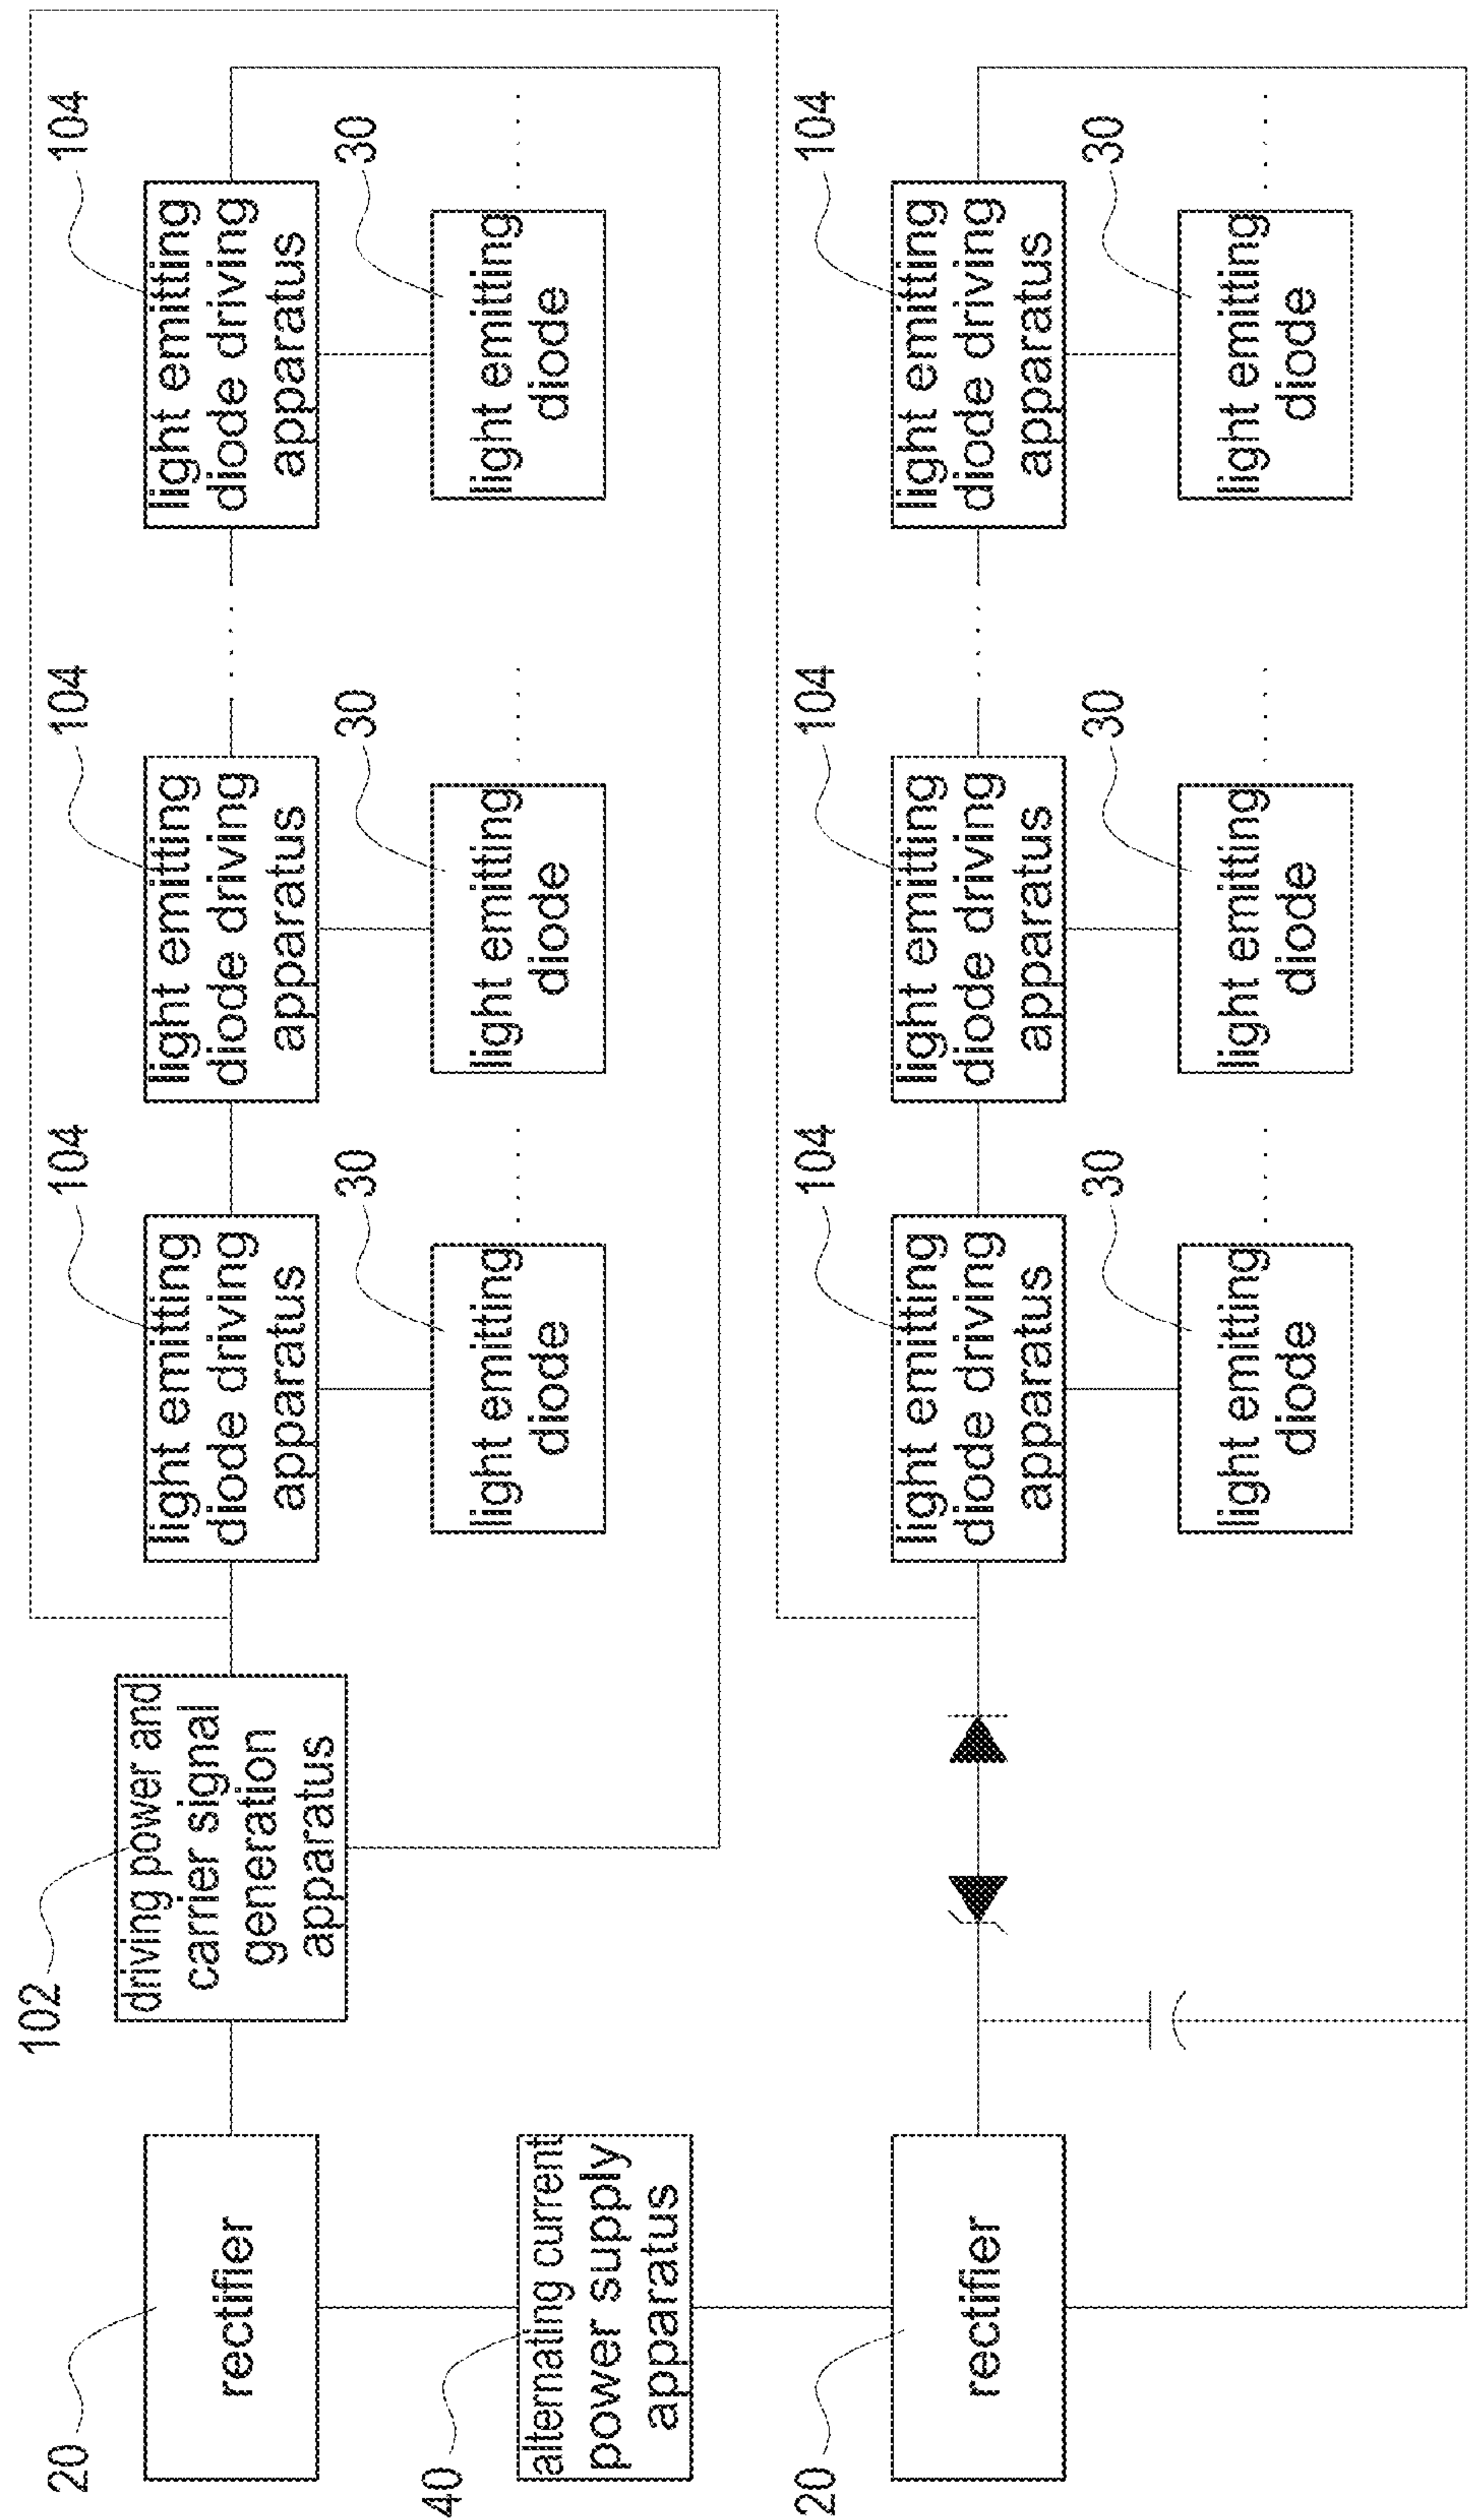 20
rectifier
102
driving power and
carrier signal
generation
apparatus
104
light emitting
diode driving
apparatus
104
light emitting
diode driving
apparatus
104
light emitting
diode driving
apparatus
30
light emitting
diode
30
light emitting
diode
30
light emitting
diode
40
alternating current
power supply
apparatus
20
rectifier
104
light emitting
diode driving
apparatus
104
light emitting
diode driving
apparatus
104
light emitting
diode driving
apparatus
30
light emitting
diode
30
light emitting
diode
30
light emitting
diode